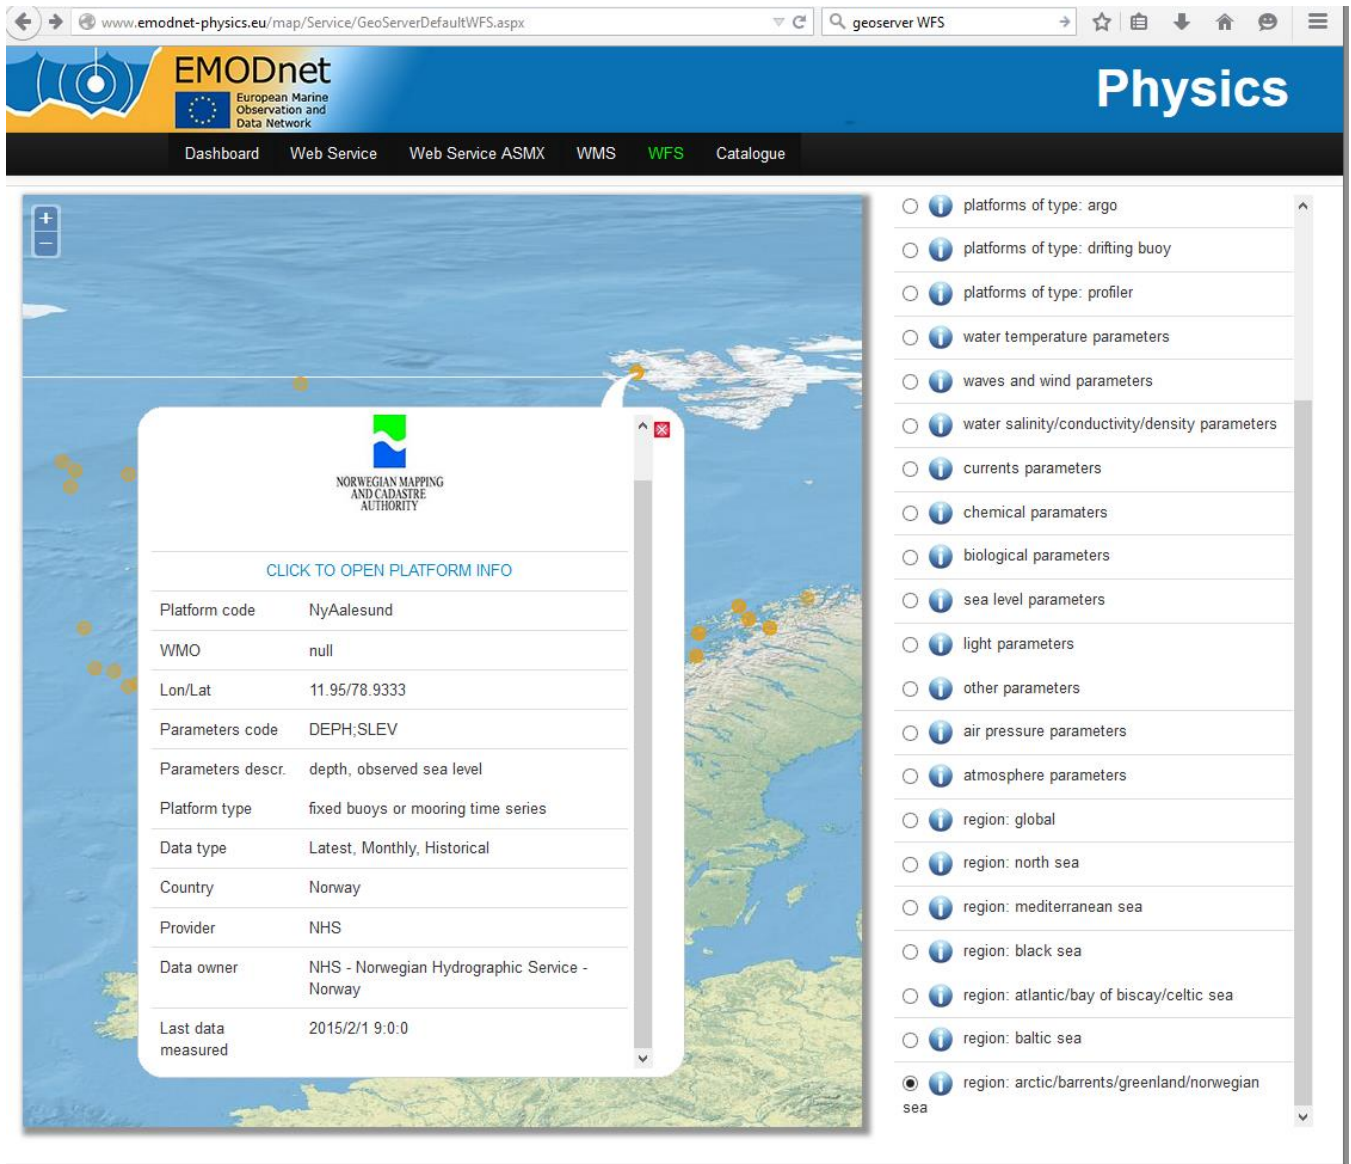 www.emodnet-physics.eu/map/Service/GeoServerDefaultWFS.aspx
geoserver WFS
EMODnet
European Marine
Observation and
Data Network
Physics
Dashboard Web Service Web Service ASMX WMS WFS Catalogue
+
−
NORWEGIAN MAPPING
AND CADASTRE
AUTHORITY
CLICK TO OPEN PLATFORM INFO
Platform code NyAalesund
WMO null
Lon/Lat 11.95/78.9333
Parameters code DEPH;SLEV
Parameters descr. depth, observed sea level
Platform type fixed buoys or mooring time series
Data type Latest, Monthly, Historical
Country Norway
Provider NHS
Data owner NHS - Norwegian Hydrographic Service -
Norway
Last data 2015/2/1 9:0:0
measured
platforms of type: argo
platforms of type: drifting buoy
platforms of type: profiler
water temperature parameters
waves and wind parameters
water salinity/conductivity/density parameters
currents parameters
chemical paramaters
biological parameters
sea level parameters
light parameters
other parameters
air pressure parameters
atmosphere parameters
region: global
region: north sea
region: mediterranean sea
region: black sea
region: atlantic/bay of biscay/celtic sea
region: baltic sea
region: arctic/barrents/greenland/norwegian
sea